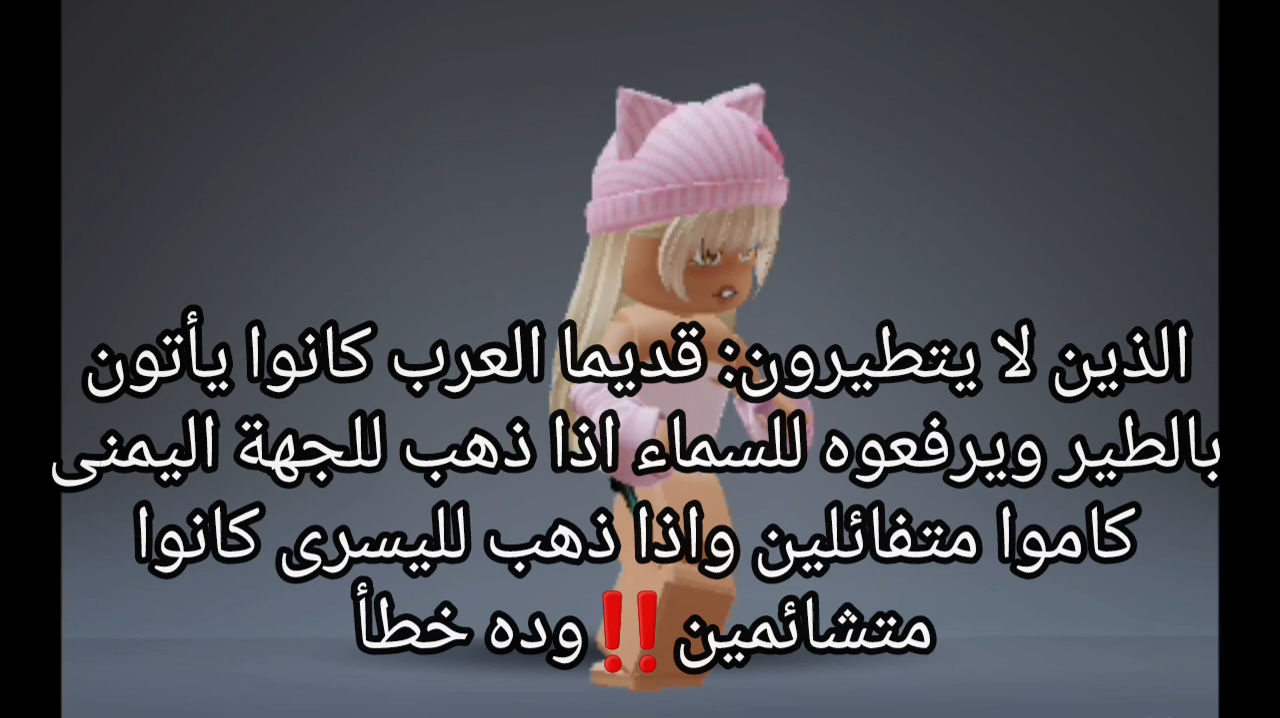 الذين لا يتطيرون: قديما العرب كانوا يأتون
بالطير ويرفعوه للسماء اذا ذهب للجهة اليمنى
كاموا متفائلين واذا ذهب لليسرى كانوا
متشائمين‼️وده خطأ